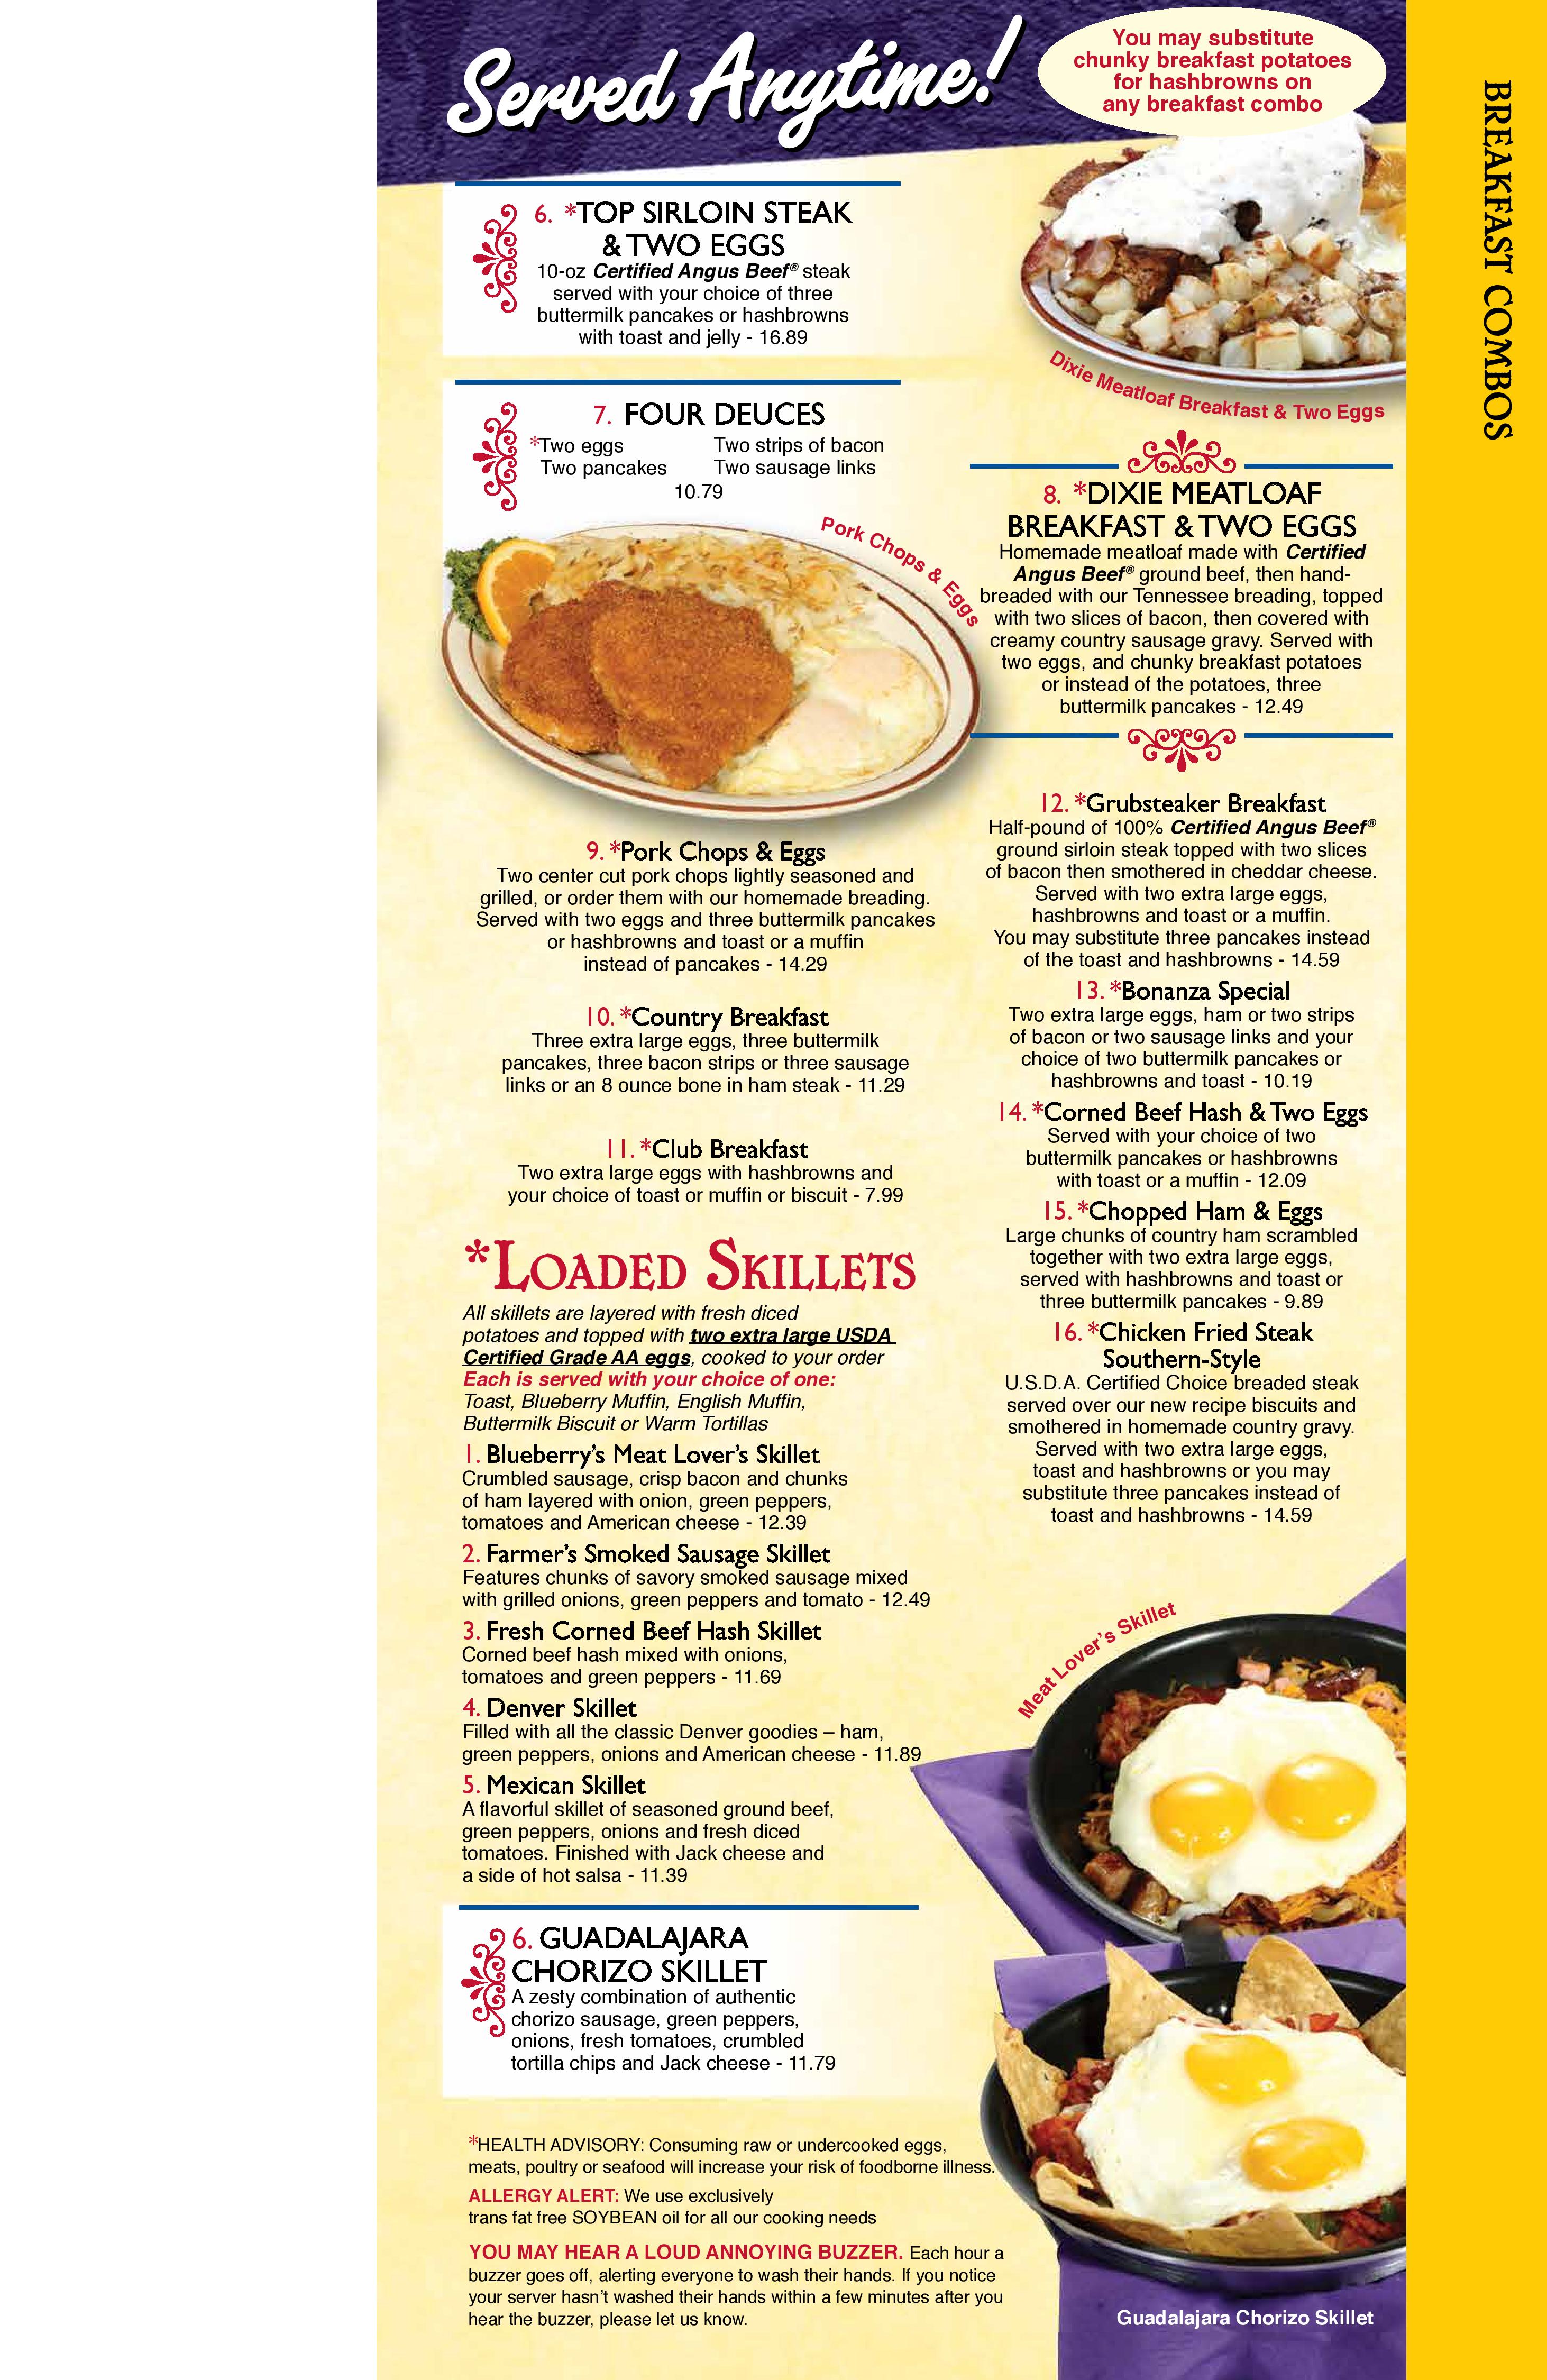 Served Anytime!
You may substitute
chunky breakfast potatoes
for hashbrowns on
any breakfast combo
BREAKFAST COMBOS
6. *TOP SIRLOIN STEAK
& TWO EGGS
10-oz Certified Angus Beef® steak
served with your choice of three
buttermilk pancakes or hashbrowns
with toast and jelly - 16.89
7. FOUR DEUCES
*Two eggs Two strips of bacon
Two pancakes Two sausage links
10.79
Pork Chops & Eggs
9. *Pork Chops & Eggs
Two center cut pork chops lightly seasoned and
grilled, or order them with our homemade breading.
Served with two eggs and three buttermilk pancakes
or hashbrowns and toast or a muffin
instead of pancakes - 14.29
10. *Country Breakfast
Three extra large eggs, three buttermilk
pancakes, three bacon strips or three sausage
links or an 8 ounce bone in ham steak - 11.29
11. *Club Breakfast
Two extra large eggs with hashbrowns and
your choice of toast or muffin or biscuit - 7.99
Dixie Meatloaf Breakfast & Two Eggs
8. *DIXIE MEATLOAF
BREAKFAST & TWO EGGS
Homemade meatloaf made with Certified
Angus Beef® ground beef, then hand-
breaded with our Tennessee breading, topped
with two slices of bacon, then covered with
creamy country sausage gravy. Served with
two eggs, and chunky breakfast potatoes
or instead of the potatoes, three
buttermilk pancakes - 12.49
12. *Grubsteaker Breakfast
Half-pound of 100% Certified Angus Beef®
ground sirloin steak topped with two slices
of bacon then smothered in cheddar cheese.
Served with two extra large eggs,
hashbrowns and toast or a muffin.
You may substitute three pancakes instead
of the toast and hashbrowns - 14.59
13. *Bonanza Special
Two extra large eggs, ham or two strips
of bacon or two sausage links and your
choice of two buttermilk pancakes or
hashbrowns and toast - 10.19
14. *Corned Beef Hash & Two Eggs
Served with your choice of two
buttermilk pancakes or hashbrowns
with toast or a muffin - 12.09
15. *Chopped Ham & Eggs
Large chunks of country ham scrambled
together with two extra large eggs,
served with hashbrowns and toast or
three buttermilk pancakes - 9.89
16. *Chicken Fried Steak
Southern-Style
U.S.D.A. Certified Choice breaded steak
served over our new recipe biscuits and
smothered in homemade country gravy.
Served with two extra large eggs,
toast and hashbrowns or you may
substitute three pancakes instead of
toast and hashbrowns - 14.59
*LOADED SKILLETS
All skillets are layered with fresh diced
potatoes and topped with two extra large USDA
Certified Grade AA eggs, cooked to your order
Each is served with your choice of one:
Toast, Blueberry Muffin, English Muffin,
Buttermilk Biscuit or Warm Tortillas
1. Blueberry's Meat Lover's Skillet
Crumbled sausage, crisp bacon and chunks
of ham layered with onion, green peppers,
tomatoes and American cheese - 12.39
2. Farmer's Smoked Sausage Skillet
Features chunks of savory smoked sausage mixed
with grilled onions, green peppers and tomato - 12.49
3. Fresh Corned Beef Hash Skillet
Corned beef hash mixed with onions,
tomatoes and green peppers - 11.69
4. Denver Skillet
Filled with all the classic Denver goodies – ham,
green peppers, onions and American cheese - 11.89
5. Mexican Skillet
A flavorful skillet of seasoned ground beef,
green peppers, onions and fresh diced
tomatoes. Finished with Jack cheese and
a side of hot salsa - 11.39
6. GUADALAJARA
CHORIZO SKILLET
A zesty combination of authentic
chorizo sausage, green peppers,
onions, fresh tomatoes, crumbled
tortilla chips and Jack cheese - 11.79
Meat Lover's Skillet
*HEALTH ADVISORY: Consuming raw or undercooked eggs,
meats, poultry or seafood will increase your risk of foodborne illness.
ALLERGY ALERT: We use exclusively
trans fat free SOYBEAN oil for all our cooking needs
YOU MAY HEAR A LOUD ANNOYING BUZZER. Each hour a
buzzer goes off, alerting everyone to wash their hands. If you notice
your server hasn't washed their hands within a few minutes after you
hear the buzzer, please let us know.
Guadalajara Chorizo Skillet